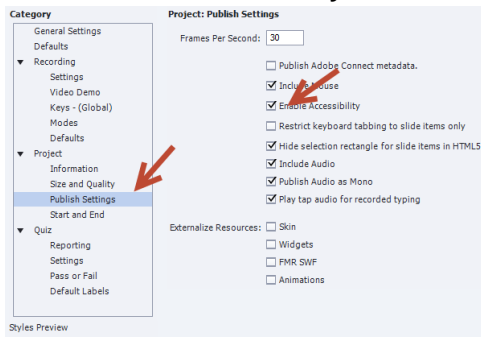 Category
General Settings
Defaults
Recording
Settings
Video Demo
Keys - (Global)
Modes
Defaults
Project
Information
Size and Quality
Publish Settings
Start and End
Quiz
Reporting
Settings
Pass or Fail
Default Labels
Styles Preview
Project: Publish Settings
Frames Per Second: 30
Publish Adobe Connect metadata.
Include Mouse
Enable Accessibility
Restrict keyboard tabbing to slide items only
Hide selection rectangle for slide items in HTML5
Include Audio
Publish Audio as Mono
Play tap audio for recorded typing
Externalize Resources: Skin
Widgets
FMR SWF
Animations